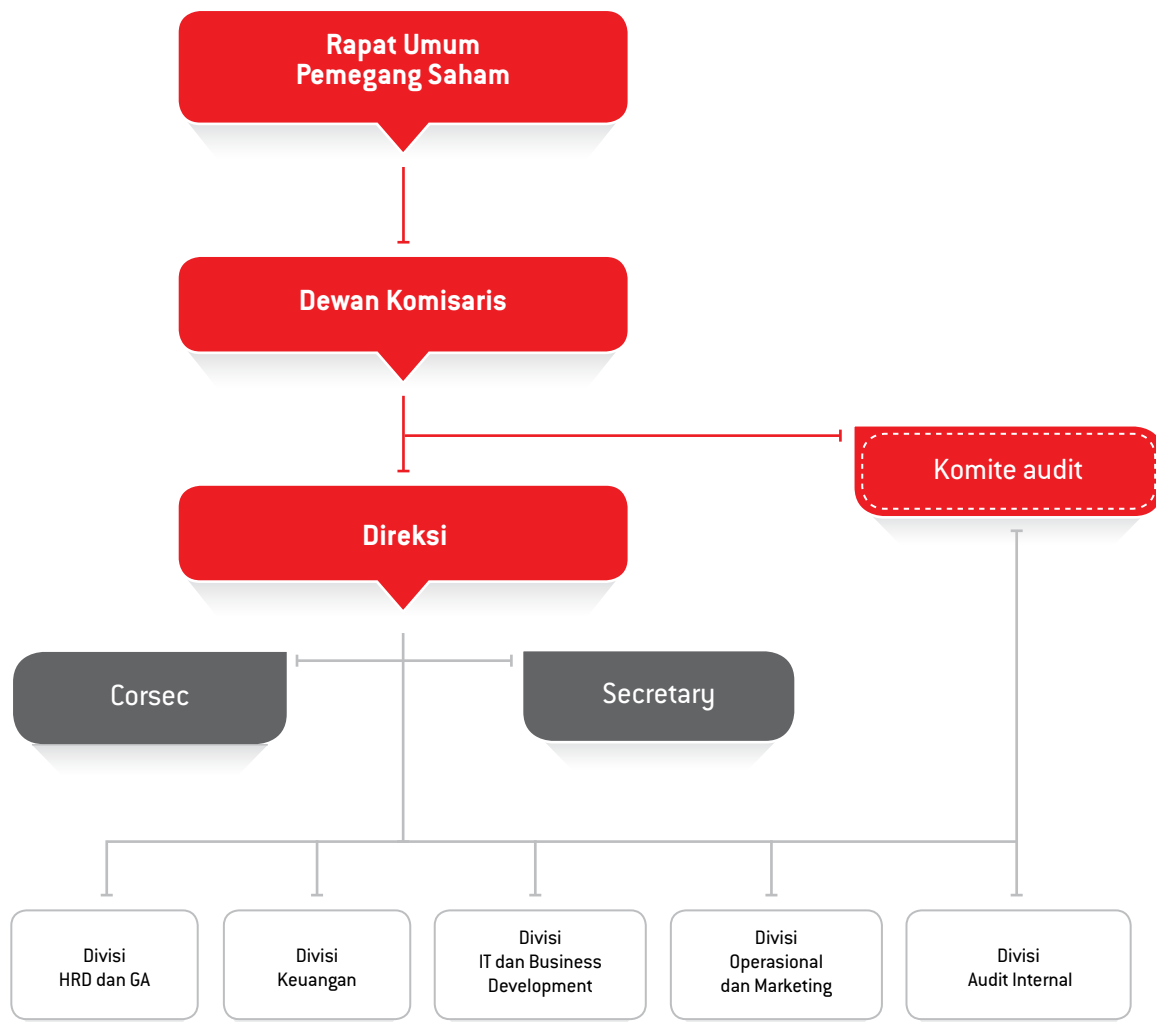 Rapat Umum
Pemegang Saham
Dewan Komisaris
Komite audit
Direksi
Corsec
Secretary
Divisi
HRD dan GA
Divisi
Keuangan
Divisi
IT dan Business
Development
Divisi
Operasional
dan Marketing
Divisi
Audit Internal